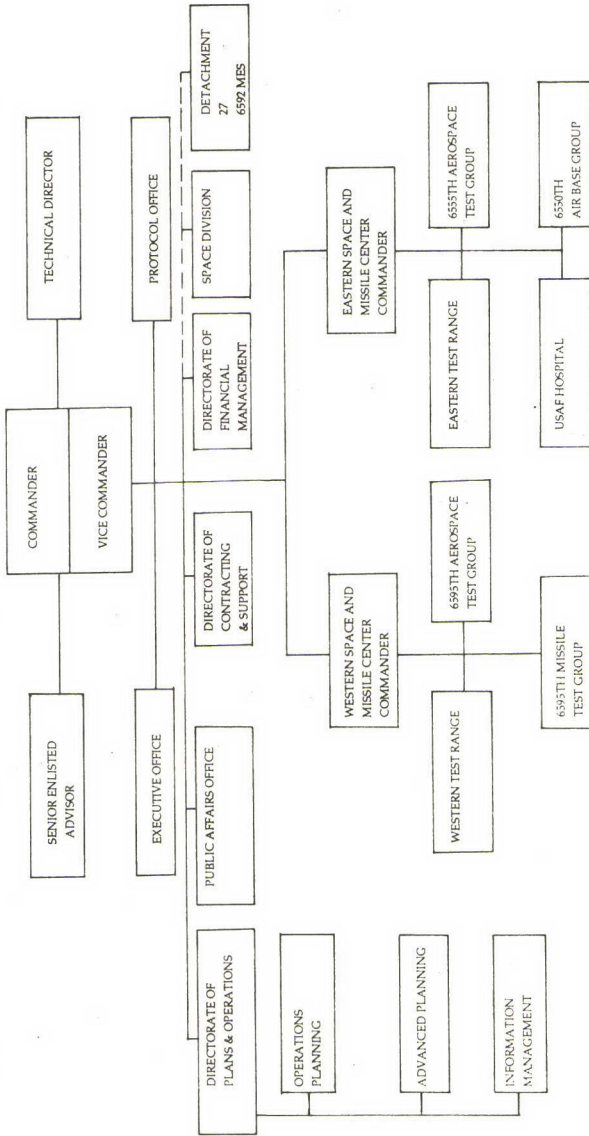 COMMANDER
VICE COMMANDER
SENIOR ENLISTED
ADVISOR
TECHNICAL DIRECTOR
EXECUTIVE OFFICE
PROTOCOL OFFICE
DIRECTORATE OF
PLANS & OPERATIONS
PUBLIC AFFAIRS OFFICE
DIRECTORATE OF
CONTRACTING
& SUPPORT
DIRECTORATE OF
FINANCIAL
MANAGEMENT
SPACE DIVISION
DETACHMENT
27
6592 MES
OPERATIONS
PLANNING
ADVANCED PLANNING
INFORMATION
MANAGEMENT
WESTERN SPACE AND
MISSILE CENTER
COMMANDER
EASTERN SPACE AND
MISSILE CENTER
COMMANDER
WESTERN TEST RANGE
6595TH AEROSPACE
TEST GROUP
6595TH MISSILE
TEST GROUP
EASTERN TEST RANGE
6555TH AEROSPACE
TEST GROUP
USAF HOSPITAL
6550TH
AIR BASE GROUP